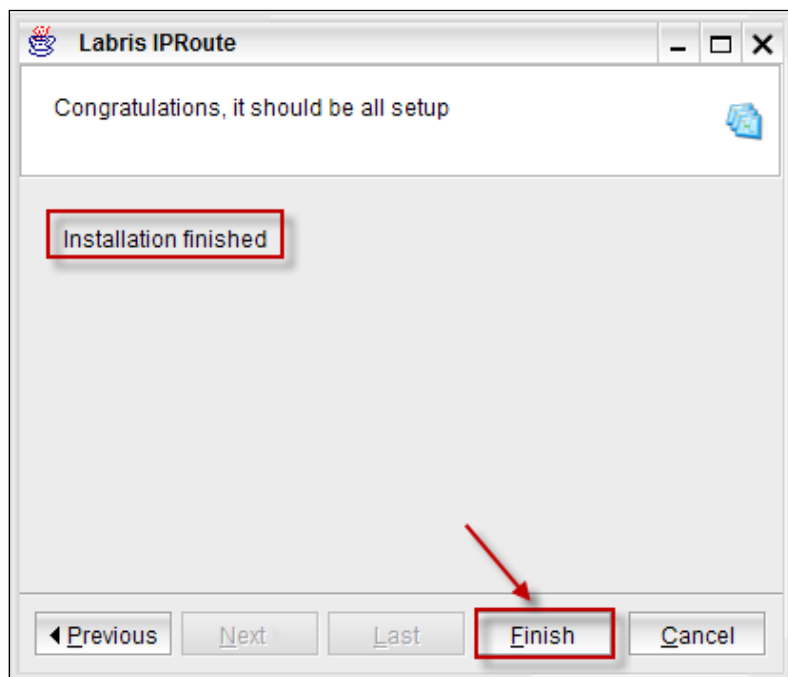 Labris IPRoute
Congratulations, it should be all setup
Installation finished
Previous Next Last Finish Cancel